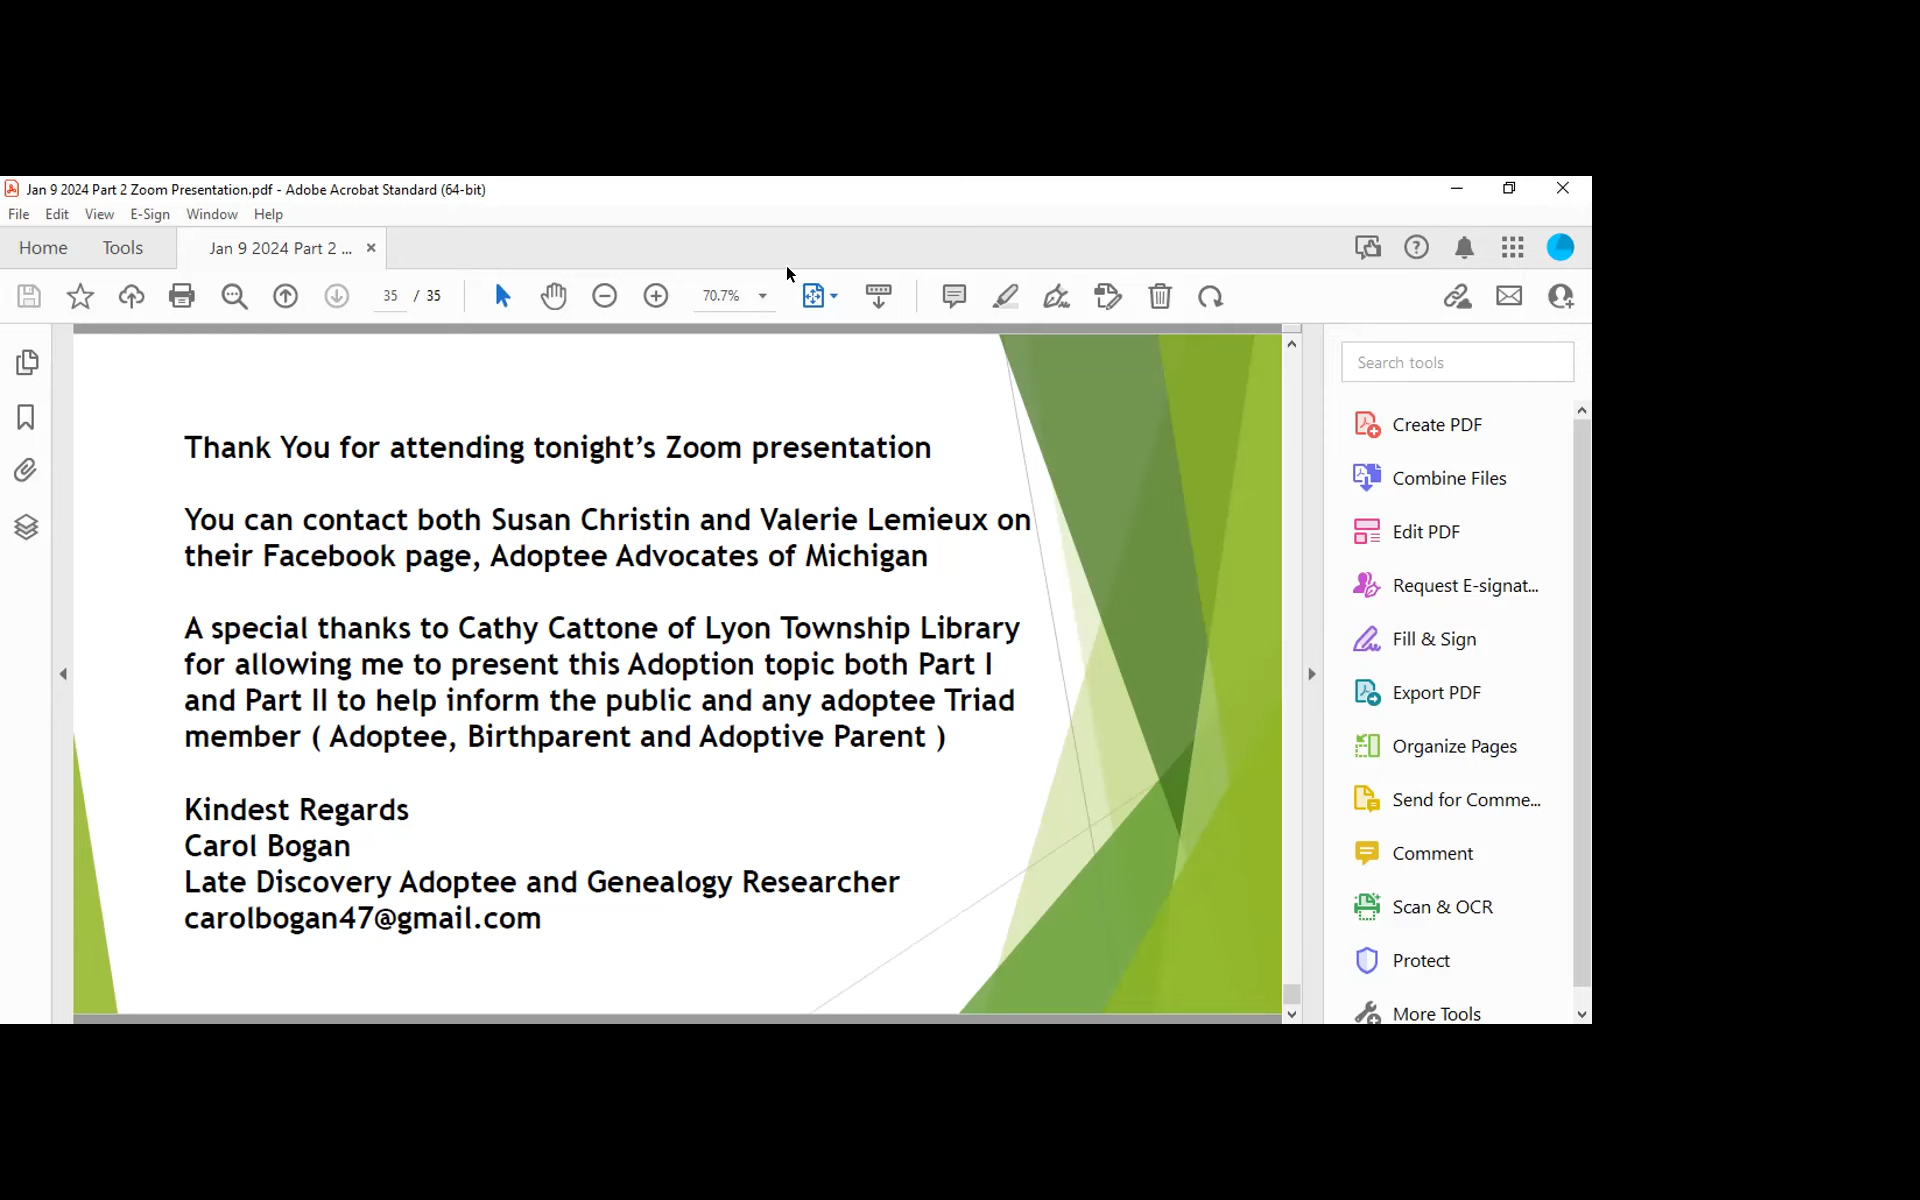 Jan 9 2024 Part 2 Zoom Presentation.pdf - Adobe Acrobat Standard (64-bit)
File Edit View E-Sign Window Help
Home Tools Jan 9 2024 Part 2 ...
35 / 35 70.7%
Search tools
Create PDF
Combine Files
Edit PDF
Request E-signat...
Fill & Sign
Export PDF
Organize Pages
Send for Comme...
Comment
Scan & OCR
Protect
More Tools
Thank You for attending tonight’s Zoom presentation
You can contact both Susan Christin and Valerie Lemieux on
their Facebook page, Adoptee Advocates of Michigan
A special thanks to Cathy Cattone of Lyon Township Library
for allowing me to present this Adoption topic both Part I
and Part II to help inform the public and any adoptee Triad
member ( Adoptee, Birthparent and Adoptive Parent )
Kindest Regards
Carol Bogan
Late Discovery Adoptee and Genealogy Researcher
carolbogan47@gmail.com